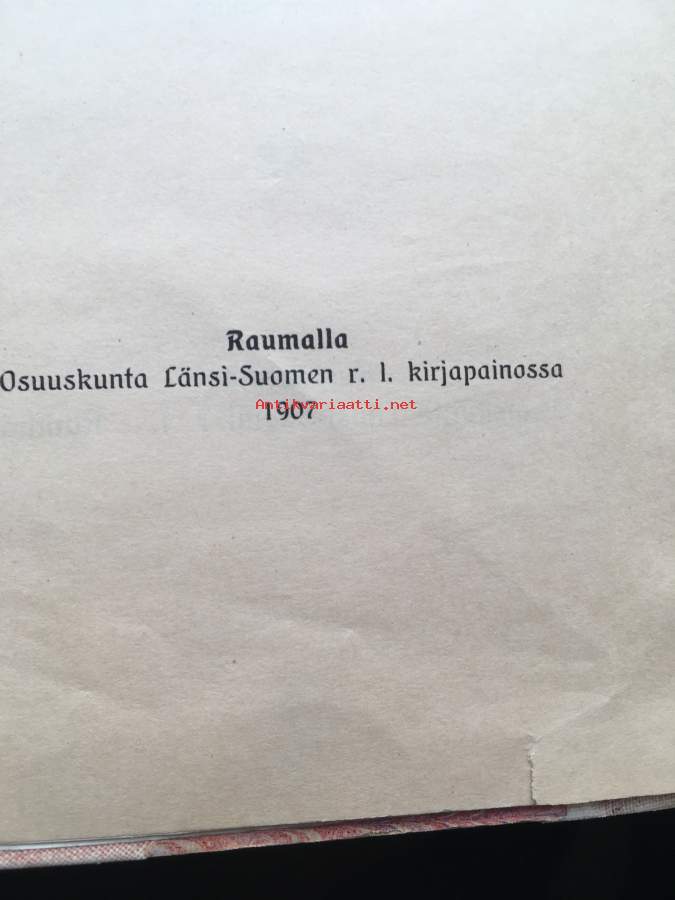 Raumalla
Osuuskunta Länsi-Suomen r. l. kirjapainossa
1907
Antikvariaatti.net